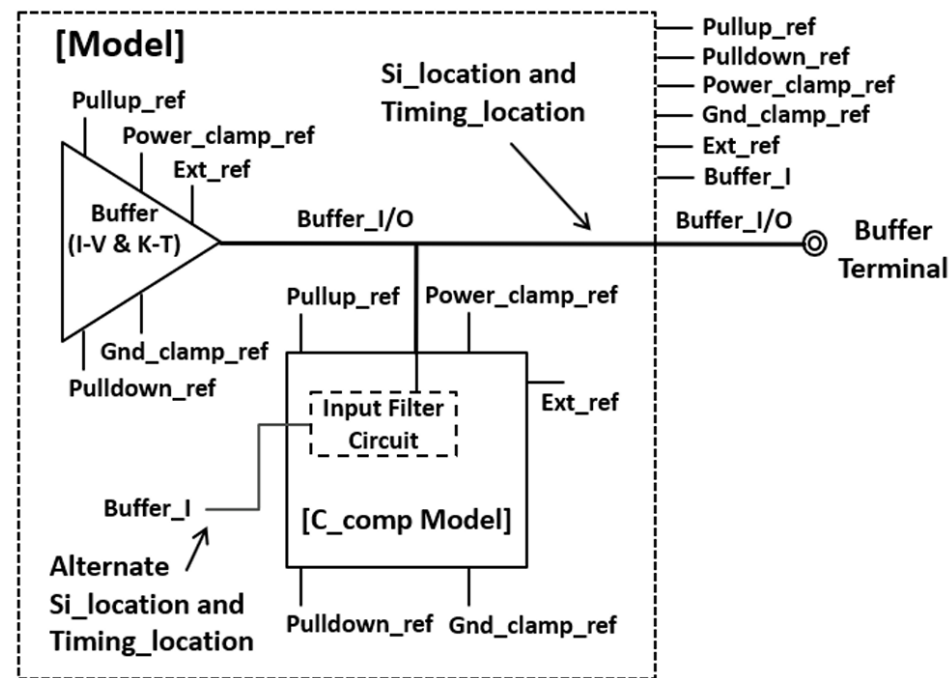 [Model]
Pullup_ref
Pulldown_ref
Power_clamp_ref
Gnd_clamp_ref
Ext_ref
Buffer_I
Si_location and
Timing_location
Pullup_ref
Power_clamp_ref
Ext_ref
Buffer
(I-V & K-T)
Buffer_I/O
Buffer_I/O
Buffer
Terminal
Gnd_clamp_ref
Pulldown_ref
Pullup_ref
Power_clamp_ref
Ext_ref
Input Filter
Circuit
[C_comp Model]
Buffer_I
Alternate
Si_location and
Timing_location
Pulldown_ref
Gnd_clamp_ref